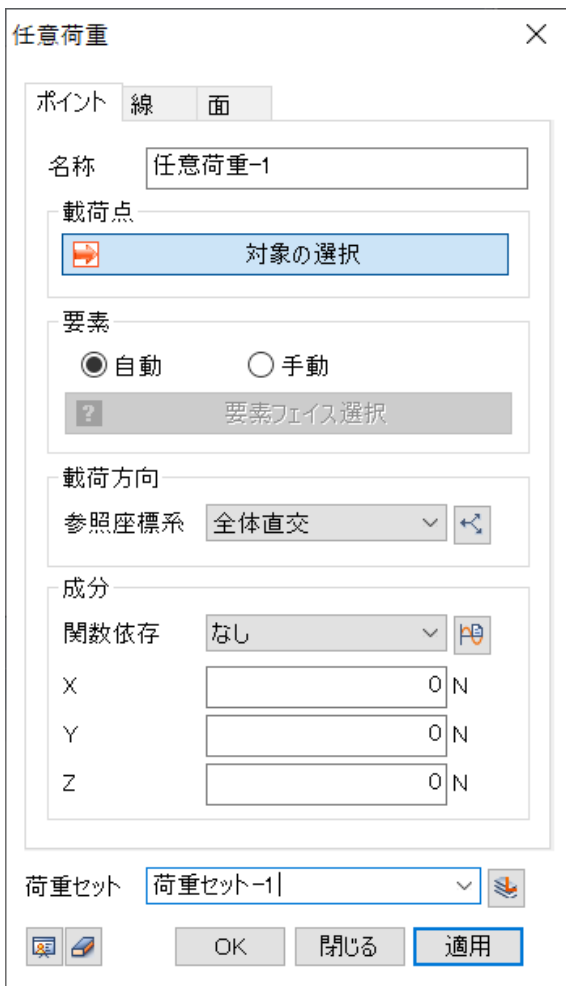 任意荷重
ポイント 線 面
名称 任意荷重-1
載荷点
対象の選択
要素
自動 手動
? 要素フェイス選択
載荷方向
参照座標系 全体直交
成分
関数依存 なし
X 0 N
Y 0 N
Z 0 N
荷重セット 荷重セット-1
OK 閉じる 適用